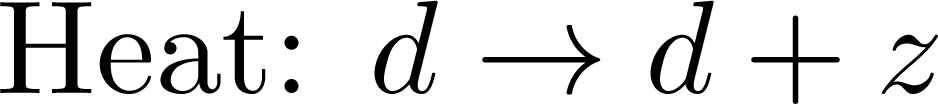 Heat: d → d + z